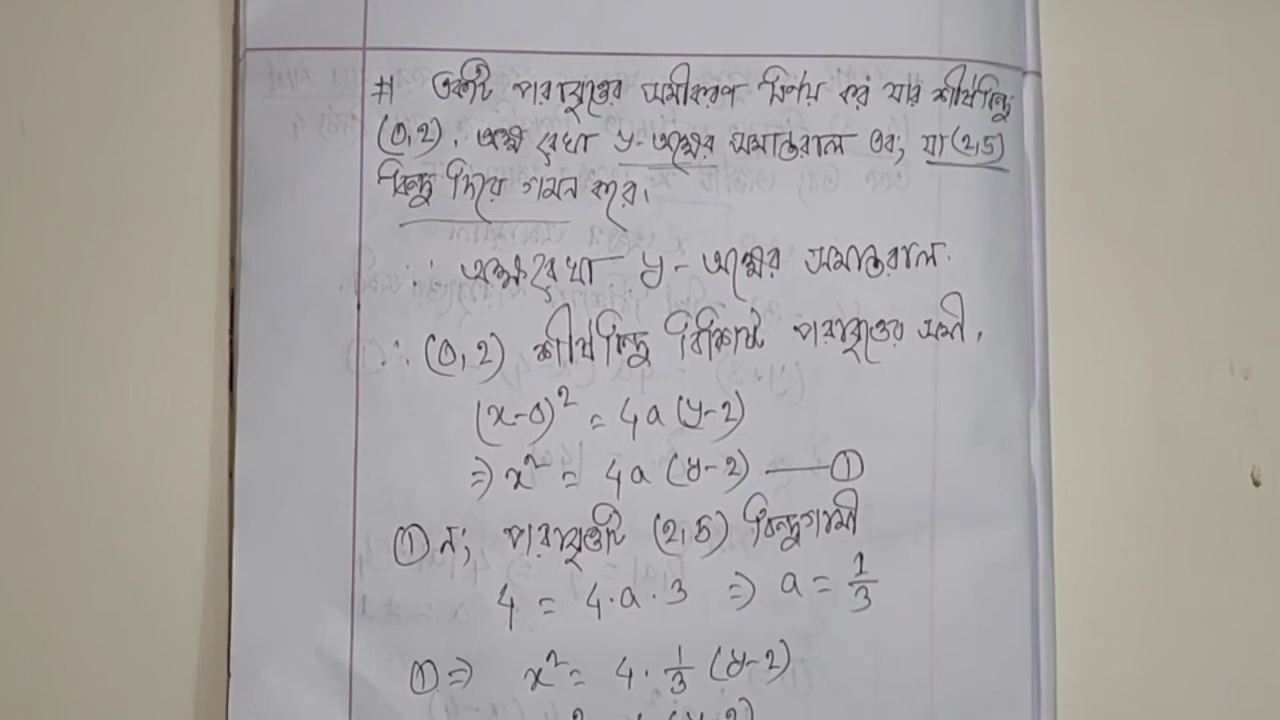 # একটি পরাবৃত্তের সমীকরণ নির্ণয় কর যার শীর্ষবিন্দু
(0,2), অক্ষ রেখা y-অক্ষের সমান্তরাল এবং যা (2,5)
বিন্দু দিয়ে গমন করে।
∵ অক্ষরেখা y-অক্ষের সমান্তরাল.
∴ (0,2) শীর্ষবিন্দু বিশিষ্ট পরাবৃত্তের সমী.
(x-0)² = 4a(y-2)
⇒ x² = 4a (y-2) —— ①
① নং পরাবৃত্তটি (2,5) বিন্দুগামী
4 = 4.a.3 ⇒ a = 1/3
① ⇒ x² = 4 . 1/3 (y-2)